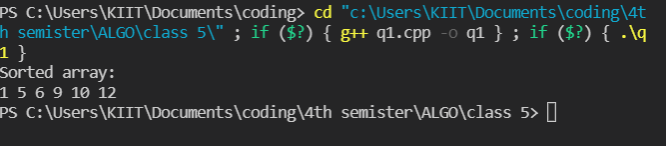 PS C:\Users\KIIT\Documents\coding> cd "c:\Users\KIIT\Documents\coding\4t
h semister\ALGO\class 5\" ; if ($?) { g++ q1.cpp -o q1 } ; if ($?) { .\q
1 }
Sorted array:
1 5 6 9 10 12
PS C:\Users\KIIT\Documents\coding\4th semister\ALGO\class 5>